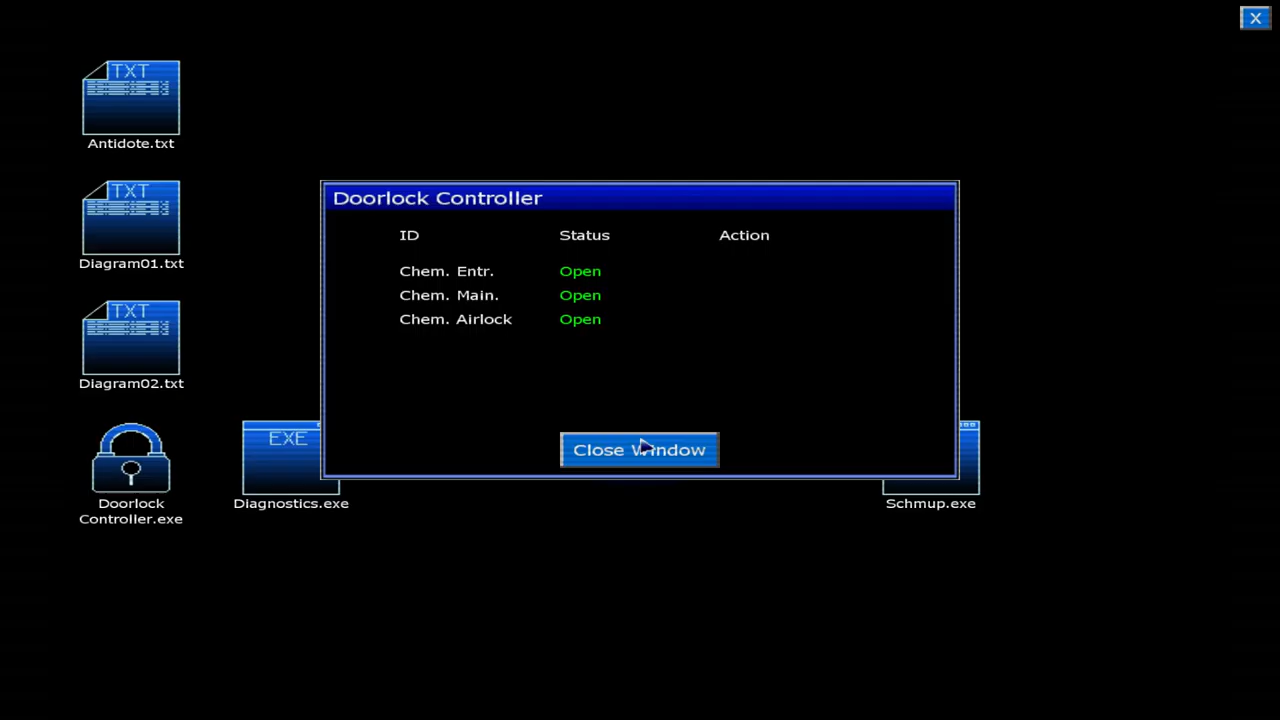 X
TXT
Antidote.txt
TXT
Diagram01.txt
TXT
Diagram02.txt
Doorlock
Controller.exe
EXE
Diagnostics.exe
Schmup.exe
Doorlock Controller
ID Status Action
Chem. Entr. Open
Chem. Main. Open
Chem. Airlock Open
Close Window